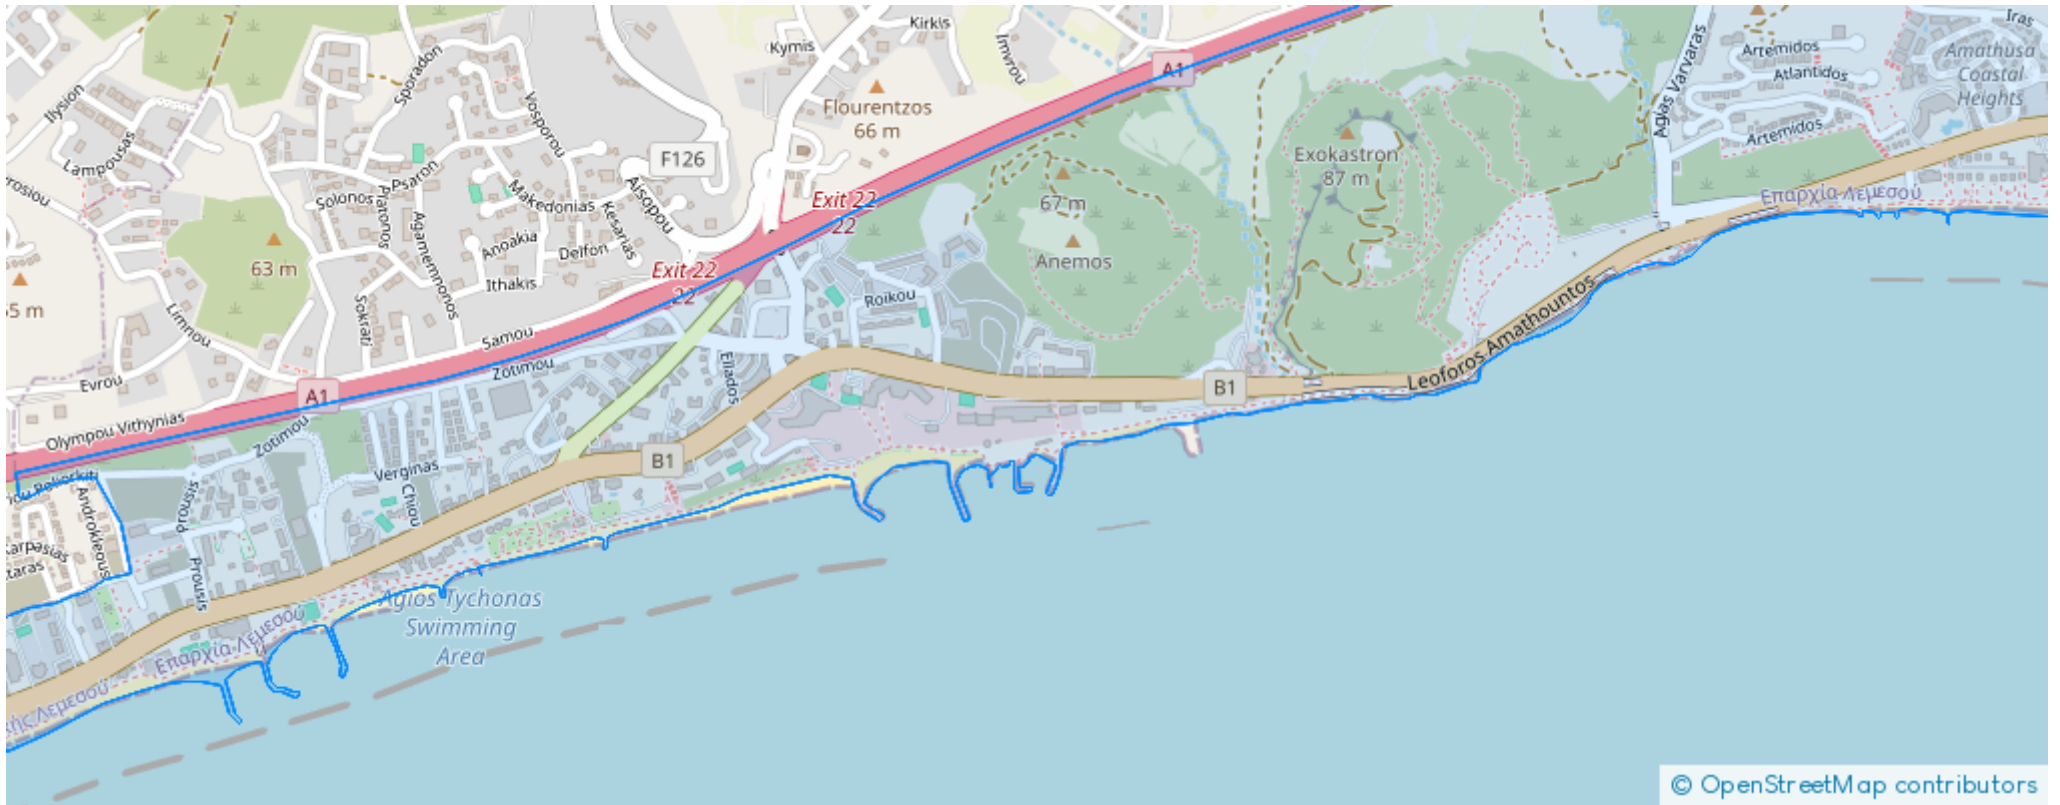 Kirkis
Kymis
Imvrou
A1
Iras
Artemidos
Amathusa
Coastal
Heights
Atlantidos
Artemidos
Agias Varvaras
Ilysion
Sporadon
Vosporou
Flourentzos
66 m
Lampousas
F126
Exokastron
87 m
Psaron
Solonos
Platonos
Makedonias
Aisopou
Kesarias
Exit 22
22
67 m
Επαρχία Λεμεσού
Agamemnonos
Anoakia
Delfon
Ithakis
Anemos
63 m
Exit 22
22
Roikou
Limnou
Sokrati
Samou
Leoforos Amathountos
Evrou
A1
Zotimou
Ellados
B1
Olympou Vithynias
Zotimou
B1
Verginas
Chiou
Prousis
Androkleous
Karpasias
Prousis
Agios Tychonas
Swimming
Area
Επαρχία Λεμεσού
Λεμεσού
© OpenStreetMap contributors